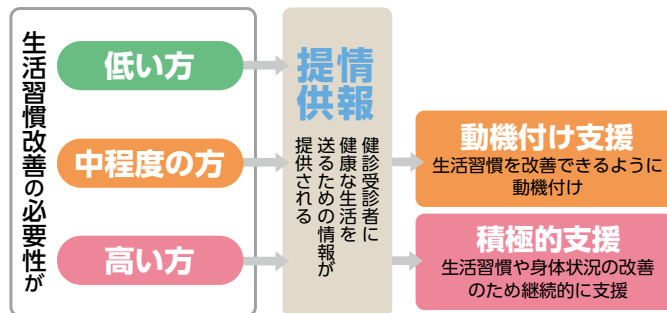 生活習慣改善の必要性が
低い方
中程度の方
高い方
情報
提供
健診受診者に
健康な生活を
送るための情報が
提供される
動機付け支援
生活習慣を改善できるように
動機付け
積極的支援
生活習慣や身体状況の改善
のため継続的に支援